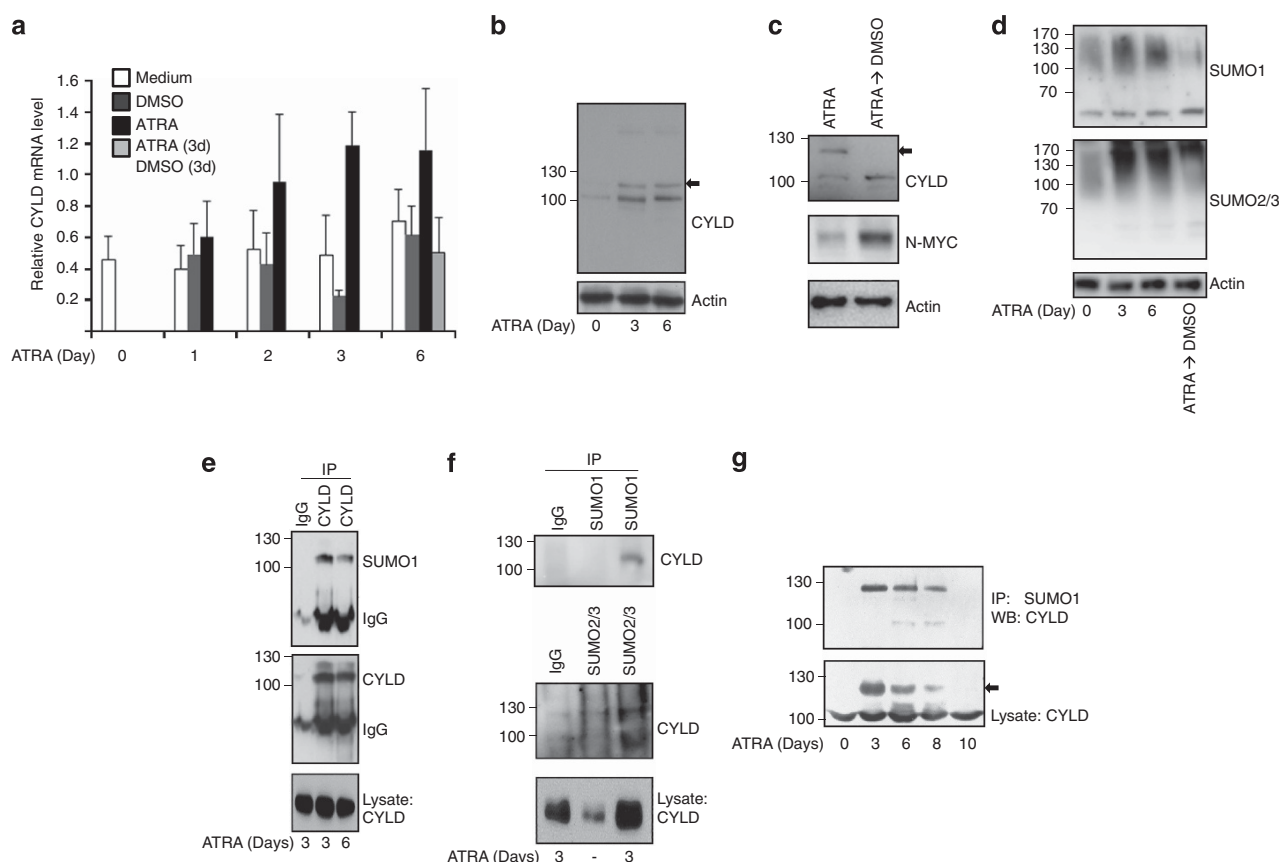 a
Relative CYLD mRNA level
1.6
1.4
1.2
1.0
0.8
0.6
0.4
0.2
Medium
DMSO
ATRA
ATRA (3d)
DMSO (3d)
ATRA (Day) 0 1 2 3 6
b
130
100
CYLD
Actin
ATRA (Day) 0 3 6
c
ATRA
ATRA → DMSO
130
100
CYLD
N-MYC
Actin
d
170
130
100
70
SUMO1
170
130
100
70
SUMO2/3
Actin
ATRA (Day) 0 3 6 ATRA → DMSO
e
IP
IgG CYLD CYLD
130
100
SUMO1
IgG
130
100
CYLD
IgG
Lysate:
CYLD
ATRA (Days) 3 3 6
f
IP
IgG SUMO1 SUMO1
130
100
CYLD
IgG SUMO2/3 SUMO2/3
130
100
CYLD
Lysate:
CYLD
ATRA (Days) 3 - 3
g
130
100
IP: SUMO1
WB: CYLD
130
100
Lysate: CYLD
ATRA (Days) 0 3 6 8 10